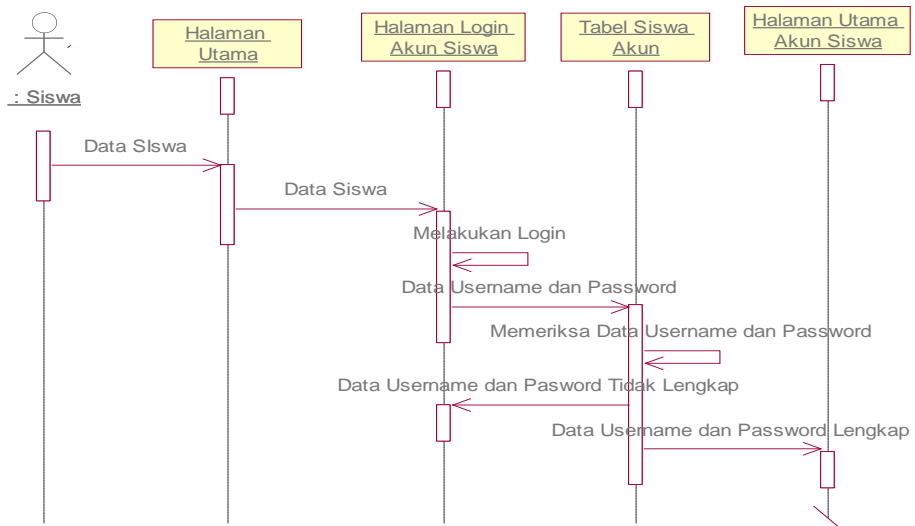 Halaman
Utama
Halaman Login
Akun Siswa
Tabel Siswa
Akun
Halaman Utama
Akun Siswa
: Siswa
Data SIswa
Data Siswa
Melakukan Login
Data Username dan Password
Memeriksa Data Username dan Password
Data Username dan Pasword Tidak Lengkap
Data Username dan Password Lengkap